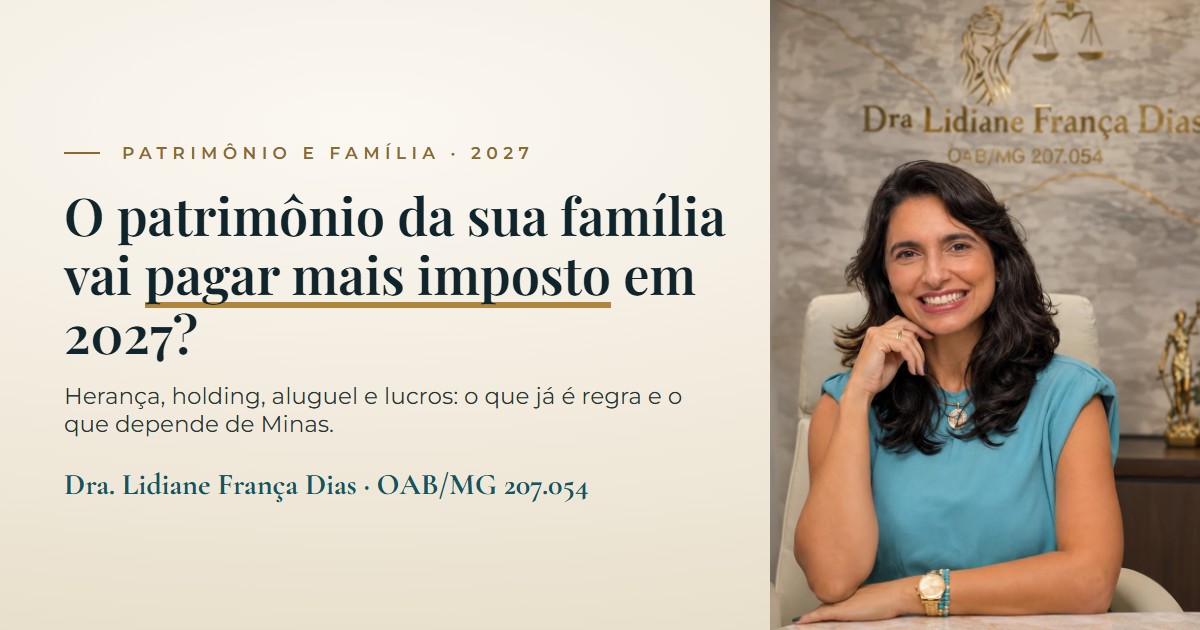 PATRIMÔNIO E FAMÍLIA · 2027
O patrimônio da sua família
vai pagar mais imposto em
2027?
Herança, holding, aluguel e lucros: o que já é regra e o
que depende de Minas.
Dra. Lidiane França Dias · OAB/MG 207.054
Dra Lidiane França Dias
OAB/MG 207.054